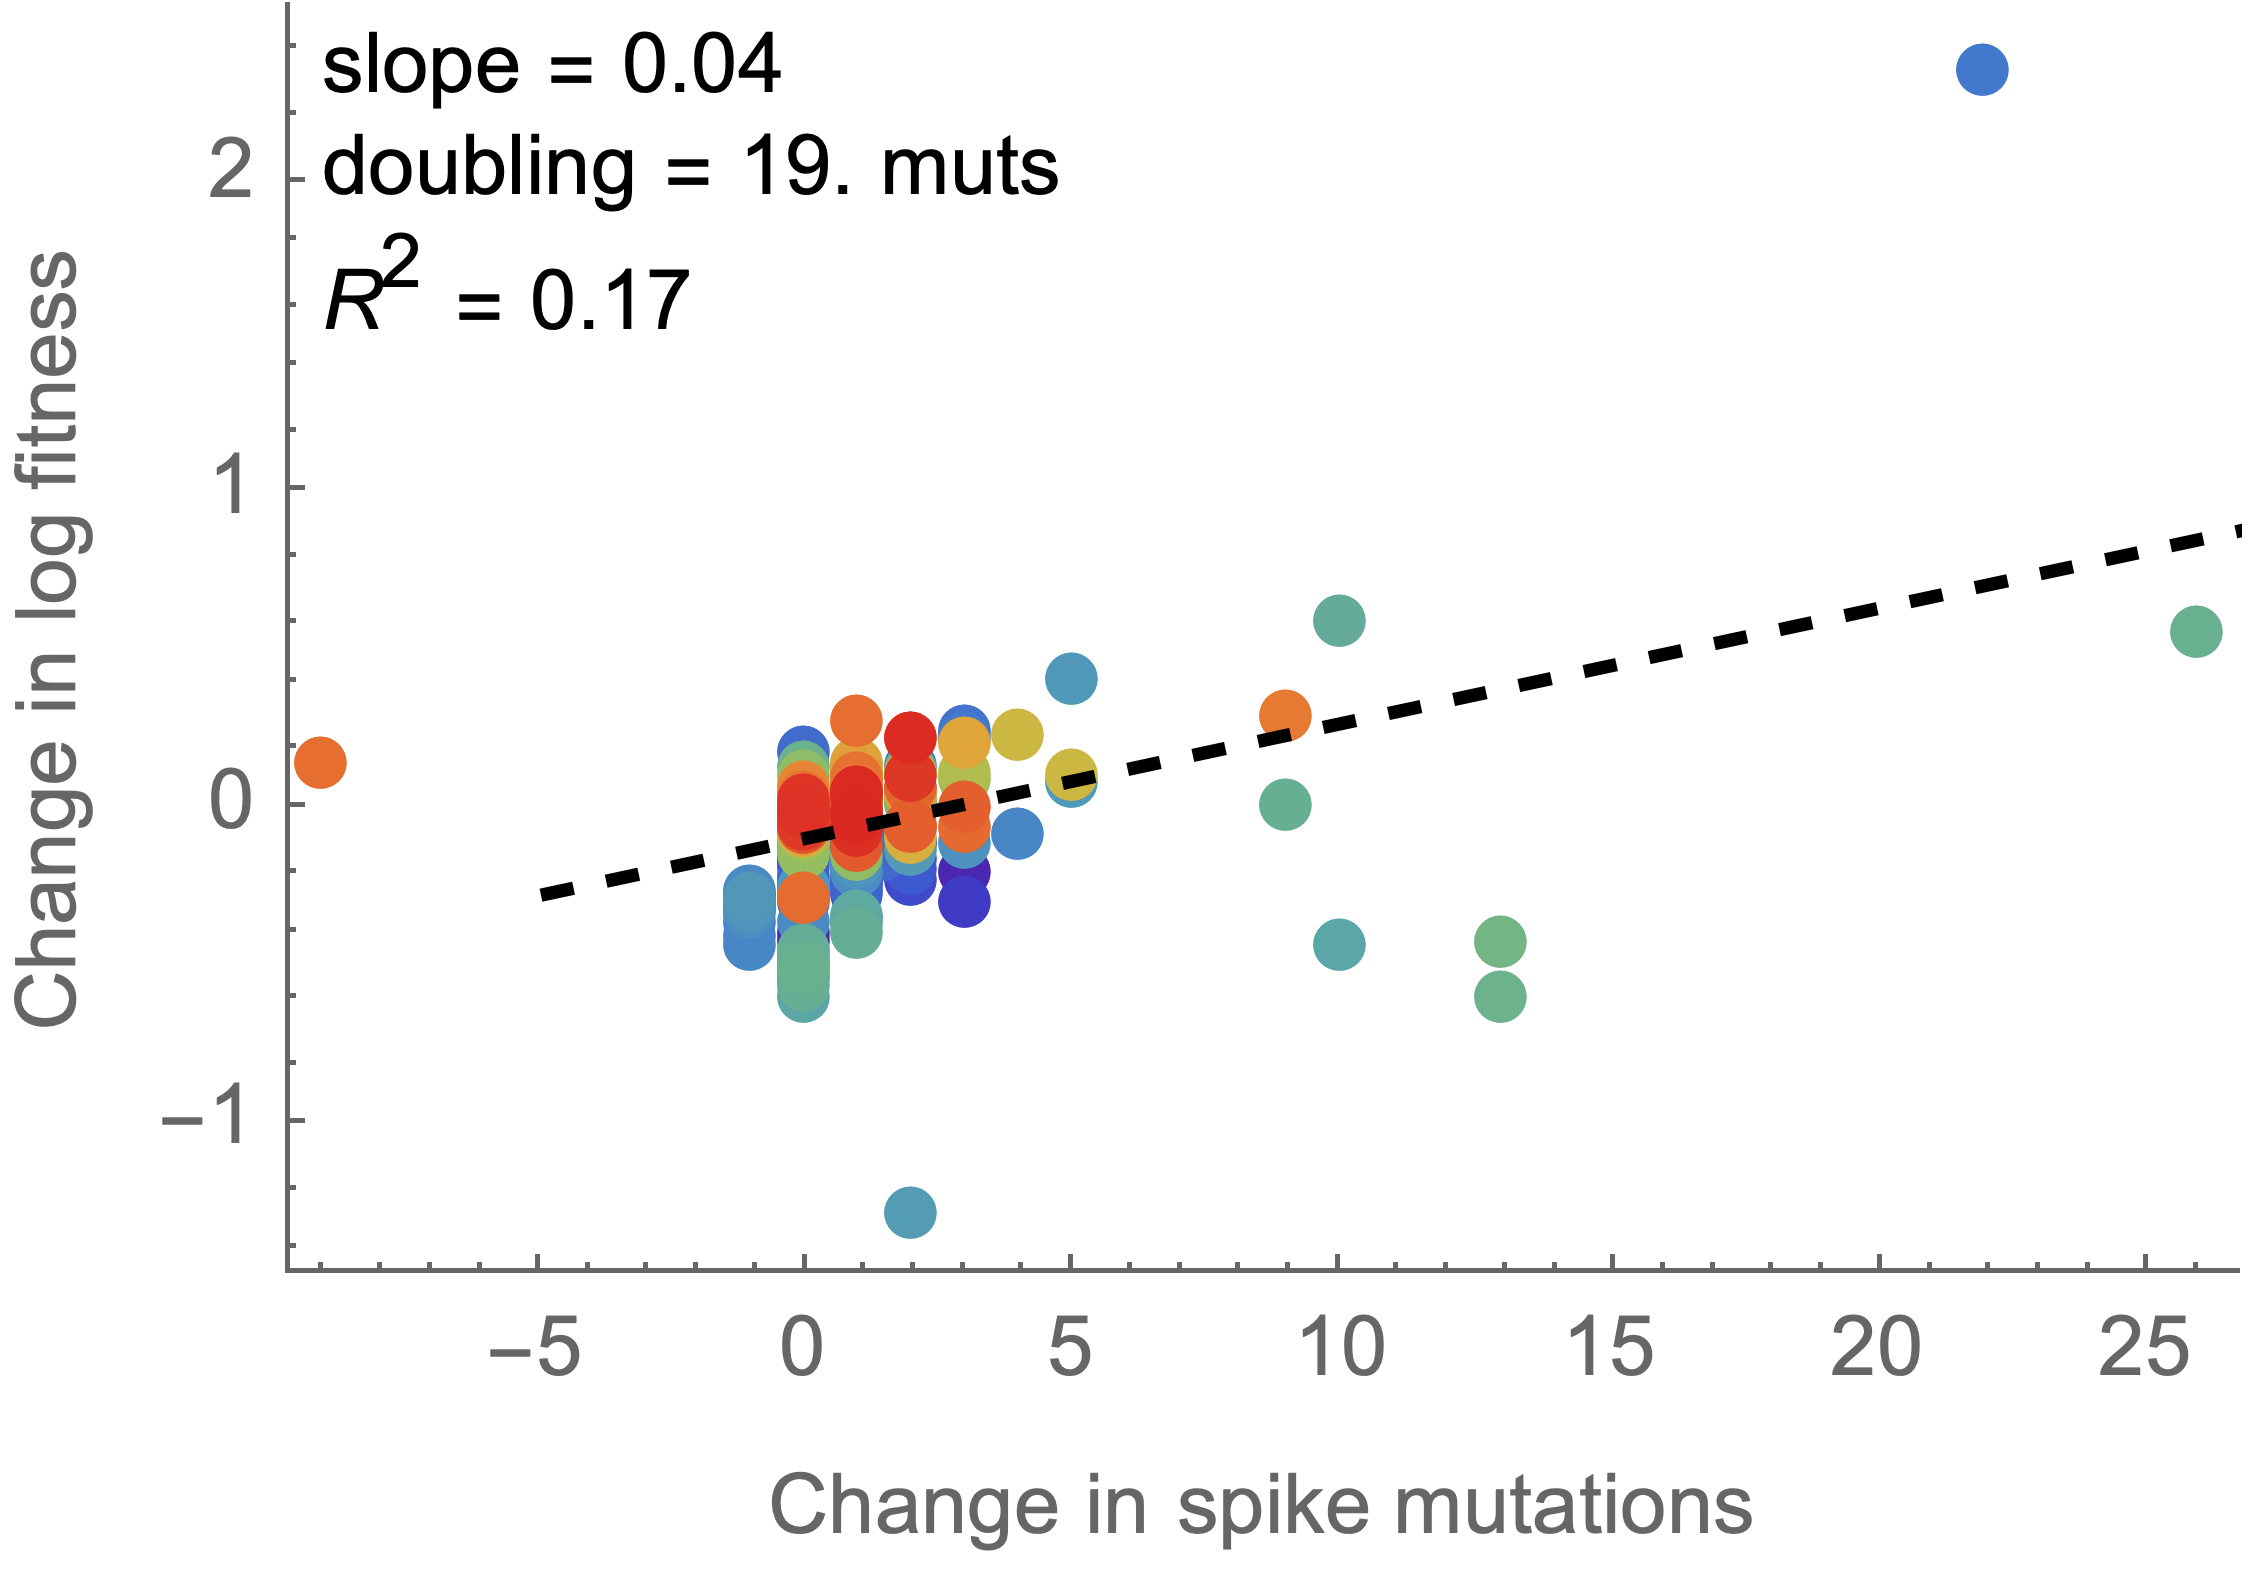 slope = 0.04
doubling = 19. muts
R² = 0.17
Change in log fitness
2
1
0
−1
−5 0 5 10 15 20 25
Change in spike mutations